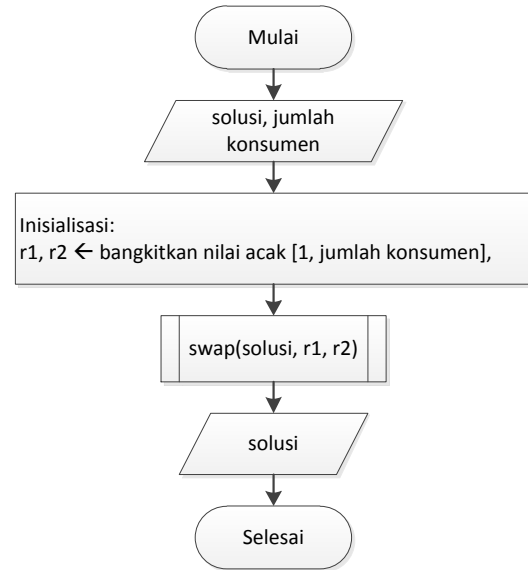 Mulai
solusi, jumlah
konsumen
Inisialisasi:
r1, r2 ← bangkitkan nilai acak [1, jumlah konsumen],
swap(solusi, r1, r2)
solusi
Selesai